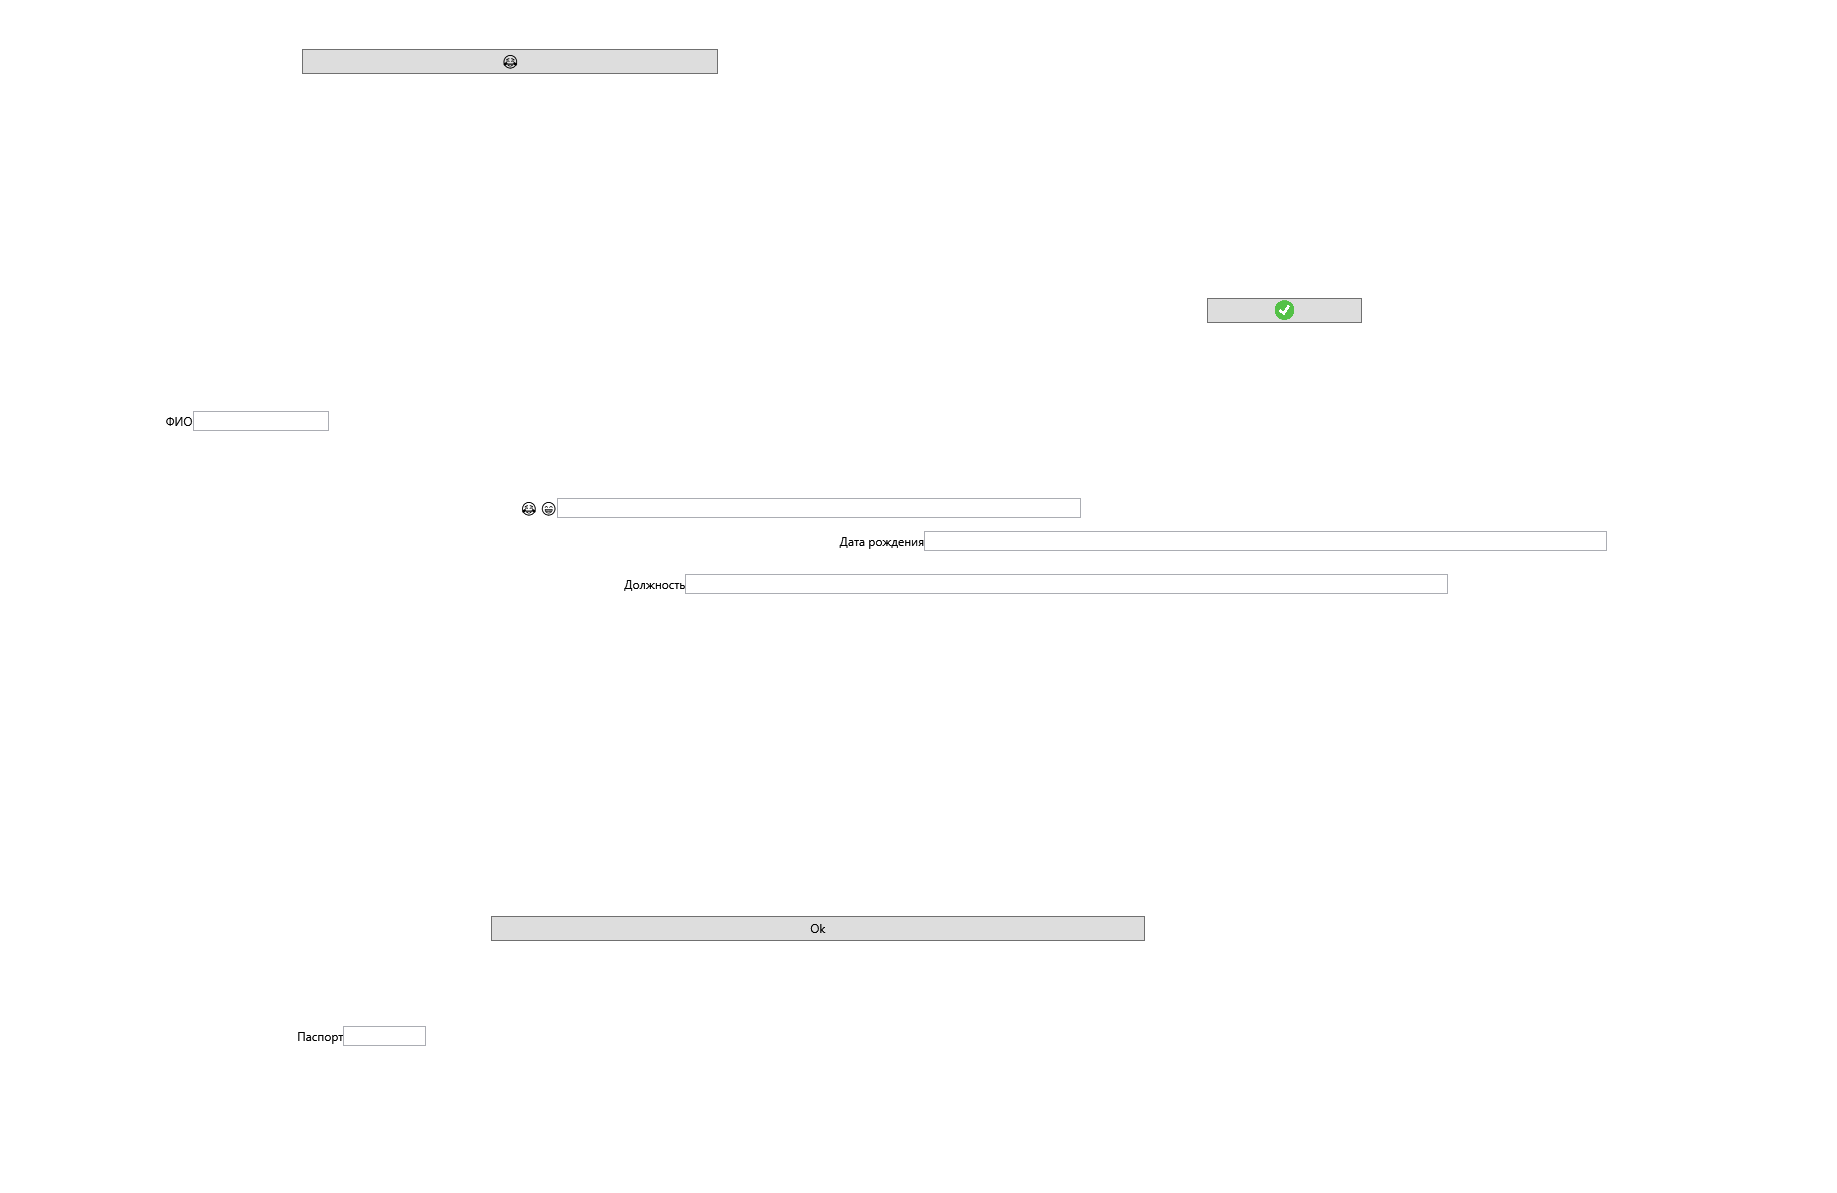 😂
ФИО
😂 😄
Дата рождения
Должность
Ok
Паспорт